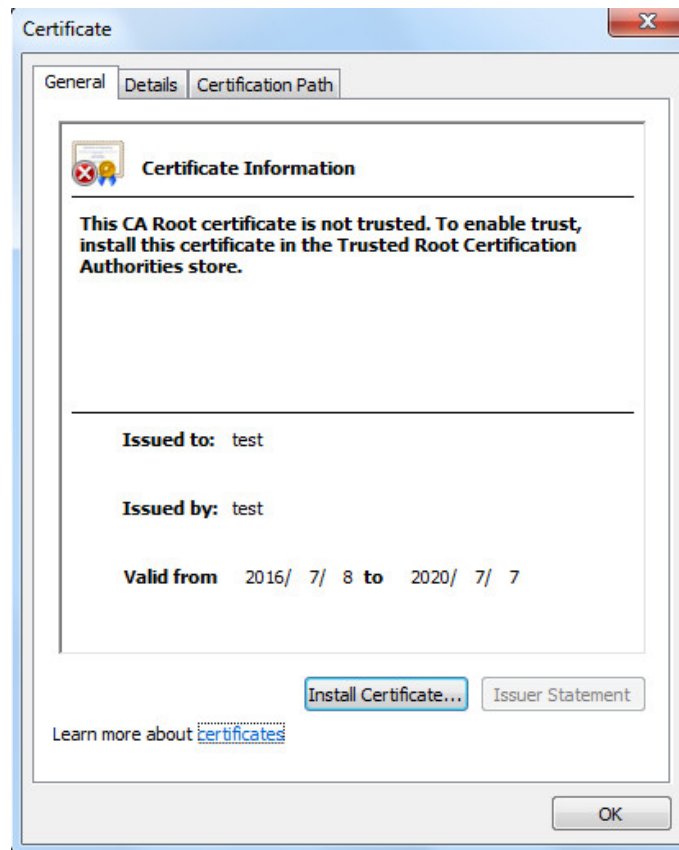 Certificate
General Details Certification Path
Certificate Information
This CA Root certificate is not trusted. To enable trust,
install this certificate in the Trusted Root Certification
Authorities store.
Issued to: test
Issued by: test
Valid from 2016/ 7/ 8 to 2020/ 7/ 7
Install Certificate... Issuer Statement
Learn more about certificates
OK